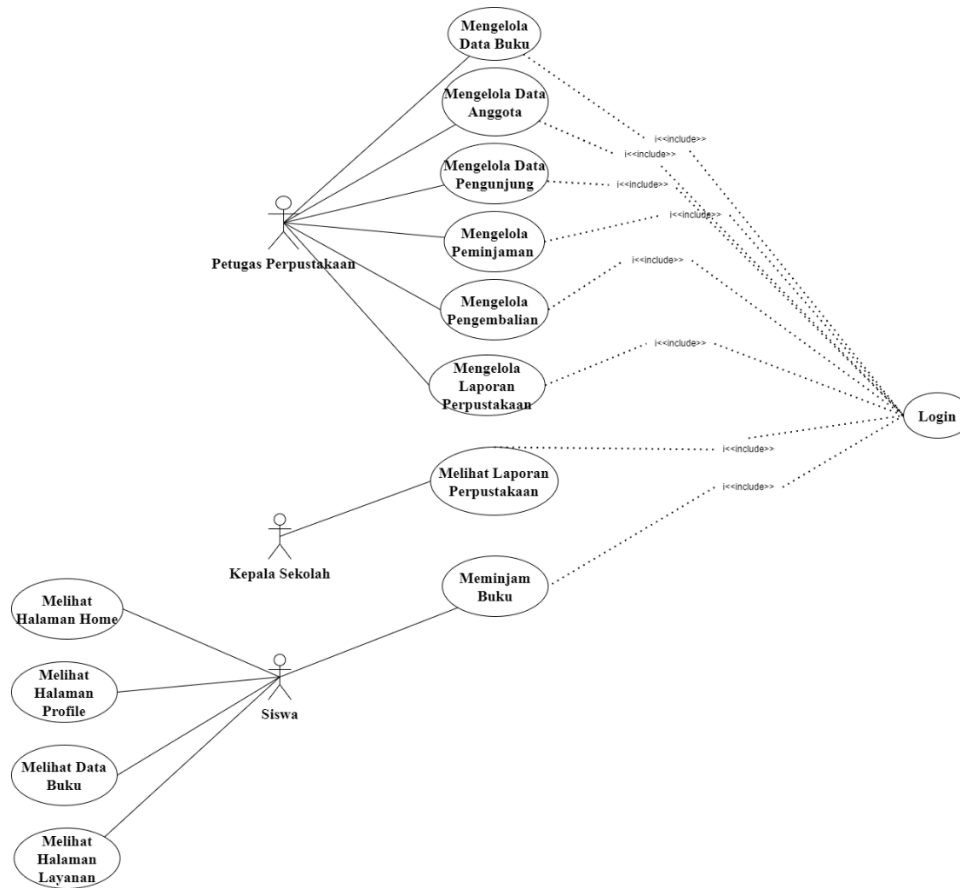 Mengelola
Data Buku
Mengelola Data
Anggota
i<<include>>
i<<include>>
Mengelola Data
Pengunjung
i<<include>>
Petugas Perpustakaan
Mengelola
Peminjaman
i<<include>>
Mengelola
Pengembalian
i<<include>>
Mengelola
Laporan
Perpustakaan
i<<include>>
Login
Melihat Laporan
Perpustakaan
i<<include>>
i<<include>>
Kepala Sekolah
Meminjam
Buku
Melihat
Halaman Home
Melihat
Halaman
Profile
Siswa
Melihat Data
Buku
Melihat
Halaman
Layanan